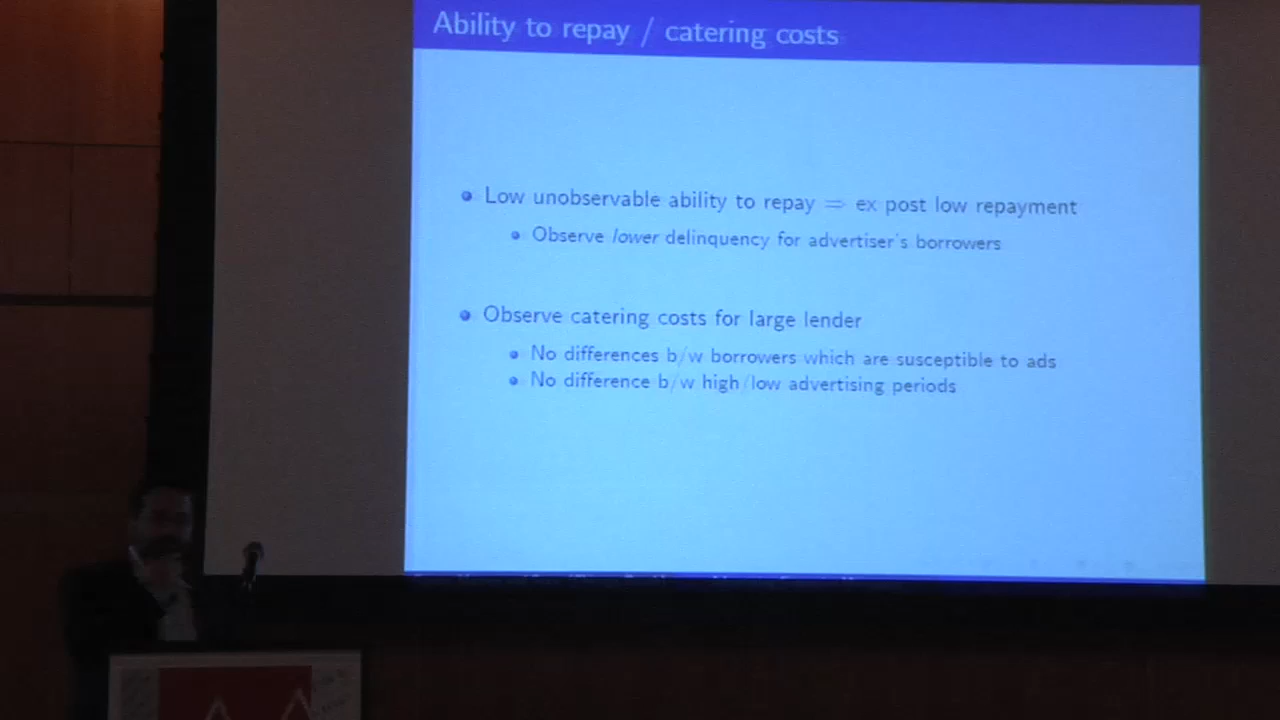 Ability to repay / catering costs
Low unobservable ability to repay ⇒ ex post low repayment
Observe lower delinquency for advertiser's borrowers
Observe catering costs for large lender
No differences b/w borrowers which are susceptible to ads
No difference b/w high/low advertising periods